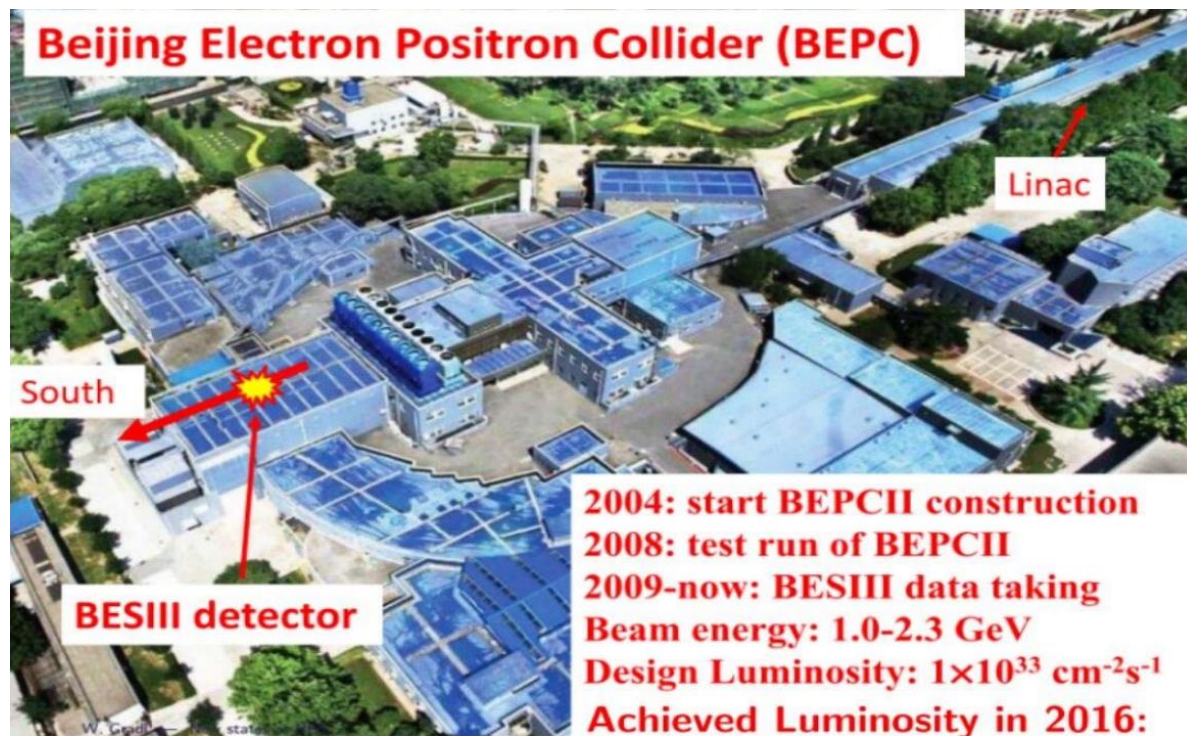 Beijing Electron Positron Collider (BEPC)
Linac
South
BESIII detector
2004: start BEPCII construction
2008: test run of BEPCII
2009-now: BESIII data taking
Beam energy: 1.0-2.3 GeV
Design Luminosity: 1×10³³ cm⁻²s⁻¹
Achieved Luminosity in 2016:
W.